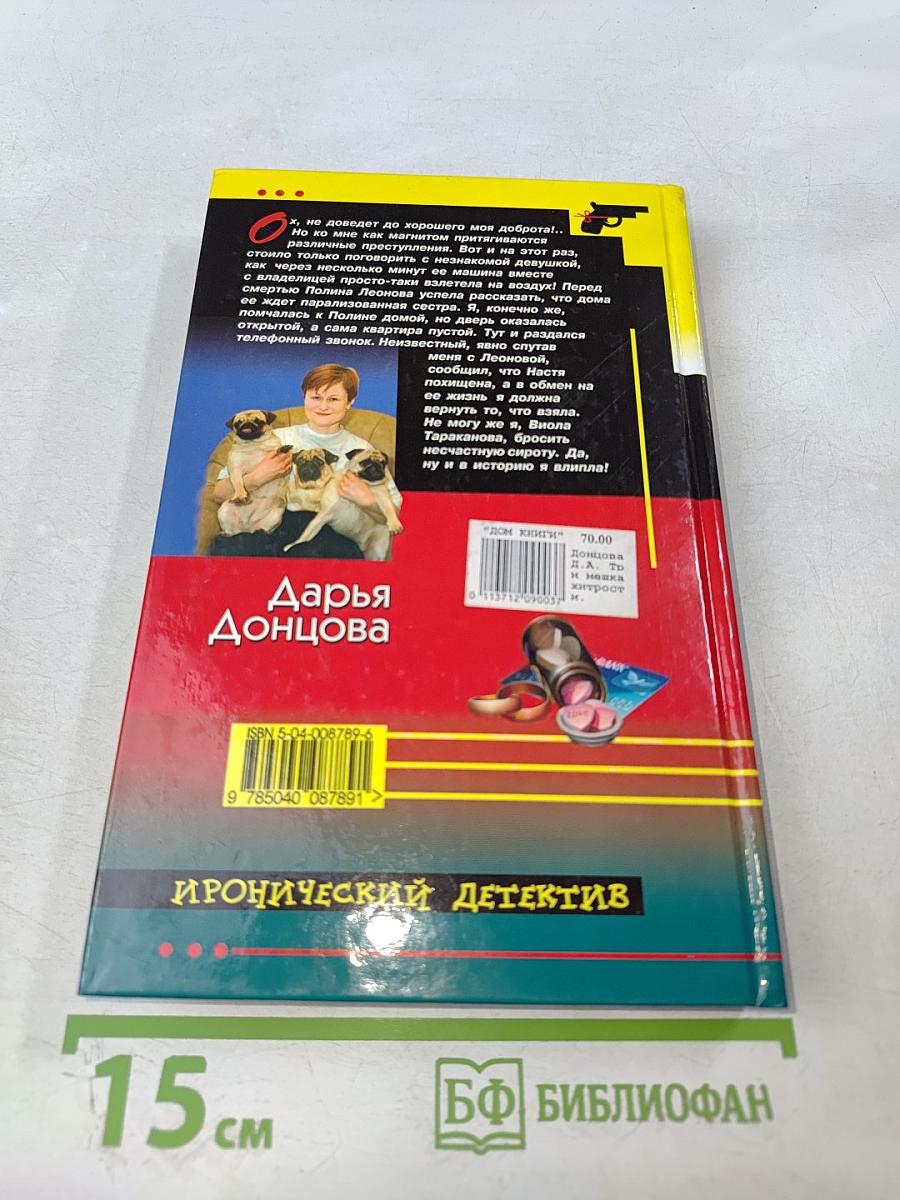 Ох, не доведет до хорошего моя доброта!..
Но ко мне как магнитом притягиваются
различные преступления. Вот и на этот раз,
стоило только поговорить с незнакомой девушкой,
как через несколько минут ее машина вместе
с владелицей просто-таки взлетела на воздух! Перед
смертью Полина Леонова успела рассказать, что дома
ее ждет парализованная сестра. Я, конечно же,
помчалась к Полине домой, но дверь оказалась
открытой, а сама квартира пустой. Тут и раздался
телефонный звонок. Неизвестный, явно спутав
меня с Леоновой,
сообщил, что Настя
похищена, а в обмен на
ее жизнь я должна
вернуть то, что взяла.
Не могу же я, Виола
Тараканова, бросить
несчастную сироту. Да,
ну и в историю я влипла!
"ДОМ КНИГИ" 70.00
Донцова
Д.А. Тр
и мешка
хитрост
и.
0 113712 090037
Дарья
Донцова
ISBN 5-04-008789-6
9 785040 087891 >
ИРОНИЧЕСКИЙ ДЕТЕКТИВ
15 см
БФ БИБЛИОФАН